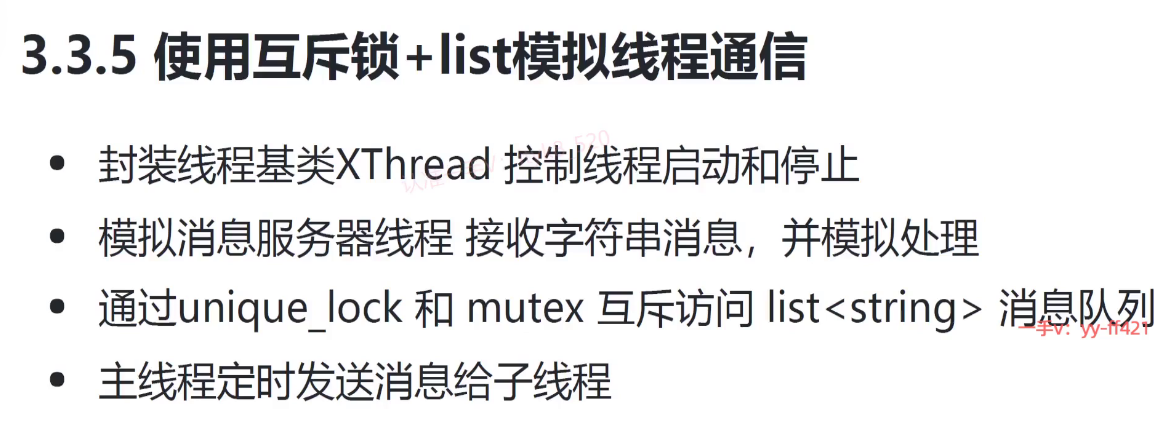 3.3.5 使用互斥锁+list模拟线程通信
• 封装线程基类XThread 控制线程启动和停止
• 模拟消息服务器线程 接收字符串消息，并模拟处理
• 通过unique_lock 和 mutex 互斥访问 list<string> 消息队列
一手v：yy-ff421
• 主线程定时发送消息给子线程